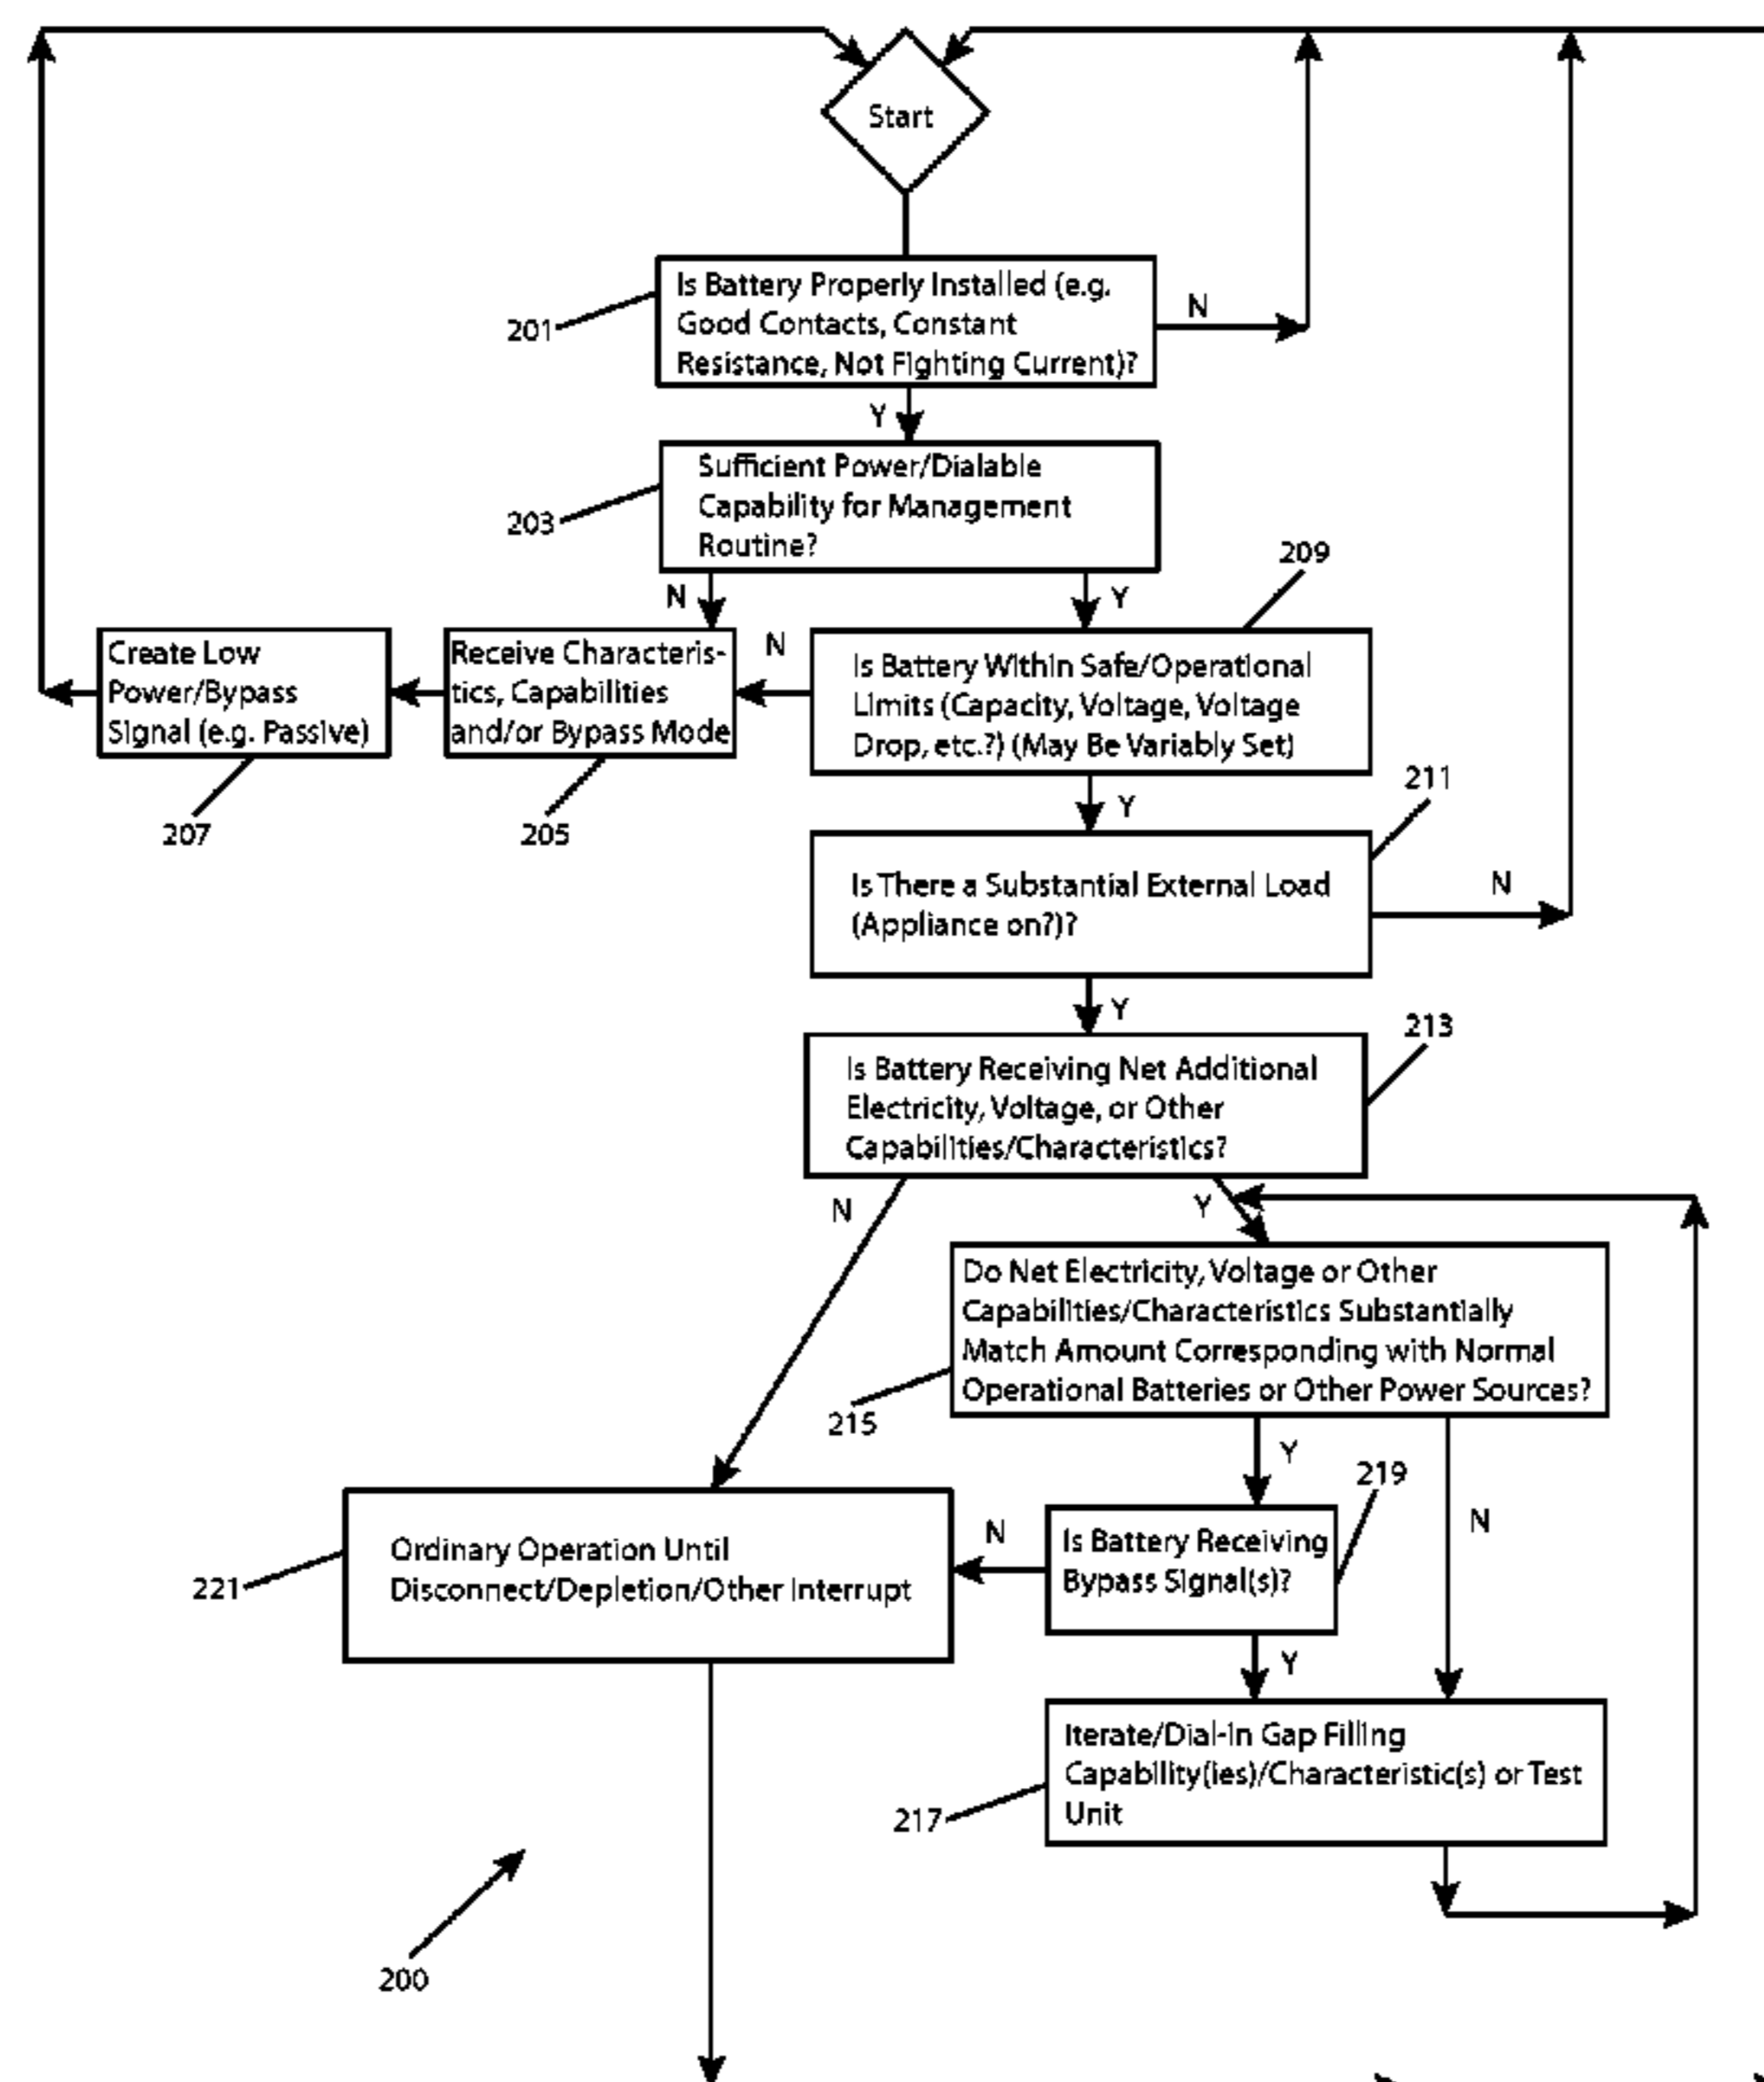 Start
Is Battery Properly Installed (e.g.
Good Contacts, Constant
Resistance, Not Fighting Current)?
201
N
Y
Sufficient Power/Dialable
Capability for Management
Routine?
203
209
N
Y
Create Low
Power/Bypass
Signal (e.g. Passive)
Receive Characteris-
tics, Capabilities
and/or Bypass Mode
N
Is Battery Within Safe/Operational
Limits (Capacity, Voltage, Voltage
Drop, etc.?) (May Be Variably Set)
207
205
Y
211
Is There a Substantial External Load
(Appliance on?)?
N
Y
213
Is Battery Receiving Net Additional
Electricity, Voltage, or Other
Capabilities/Characteristics?
N
Y
Do Net Electricity, Voltage or Other
Capabilities/Characteristics Substantially
Match Amount Corresponding with Normal
Operational Batteries or Other Power Sources?
215
Y
219
N
Is Battery Receiving
Bypass Signal(s)?
N
Ordinary Operation Until
Disconnect/Depletion/Other Interrupt
221
Y
Iterate/Dial-in Gap Filling
Capability(ies)/Characteristic(s) or Test
Unit
217
200